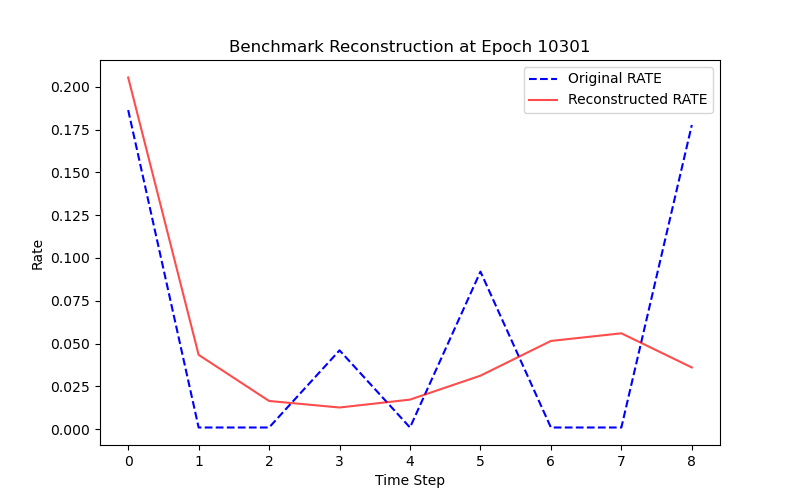 Benchmark Reconstruction at Epoch 10301
Original RATE
Reconstructed RATE
0.200
0.175
0.150
0.125
0.100
0.075
0.050
0.025
0.000
Rate
0 1 2 3 4 5 6 7 8
Time Step